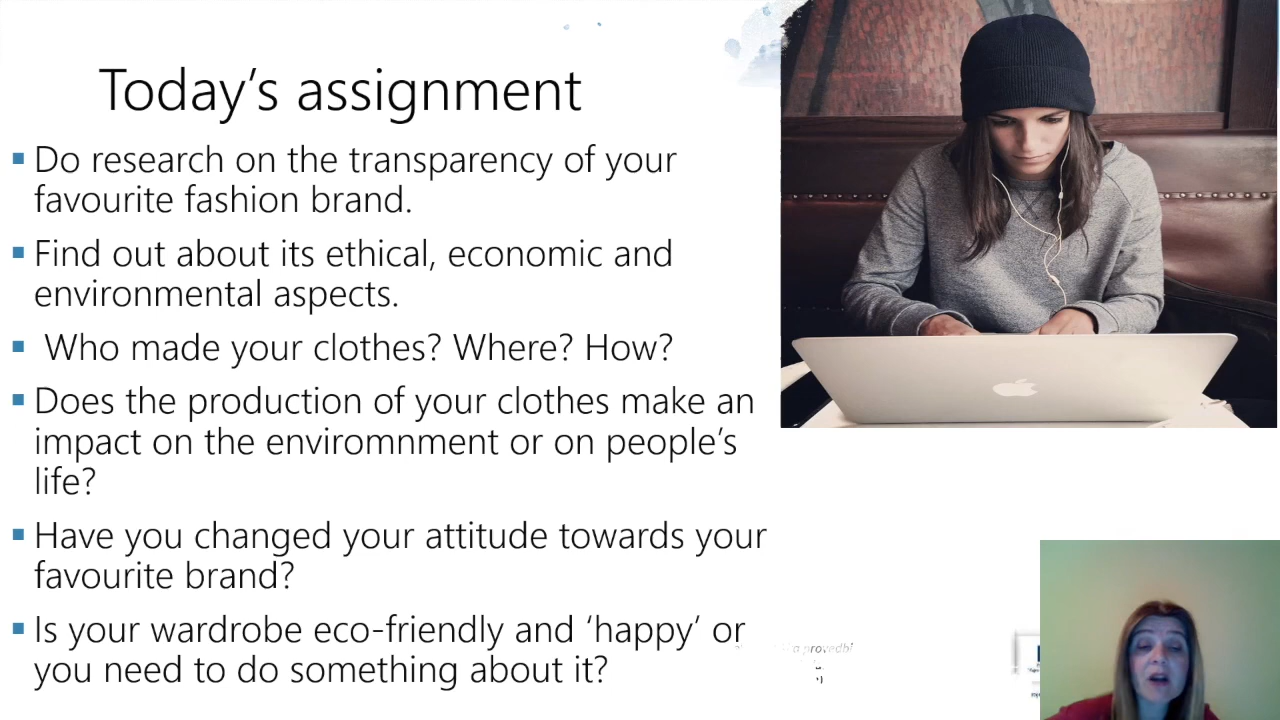 Today's assignment
Do research on the transparency of your
favourite fashion brand.
Find out about its ethical, economic and
environmental aspects.
Who made your clothes? Where? How?
Does the production of your clothes make an
impact on the enviromnment or on people's
life?
Have you changed your attitude towards your
favourite brand?
Is your wardrobe eco-friendly and 'happy' or
you need to do something about it?
provedbi